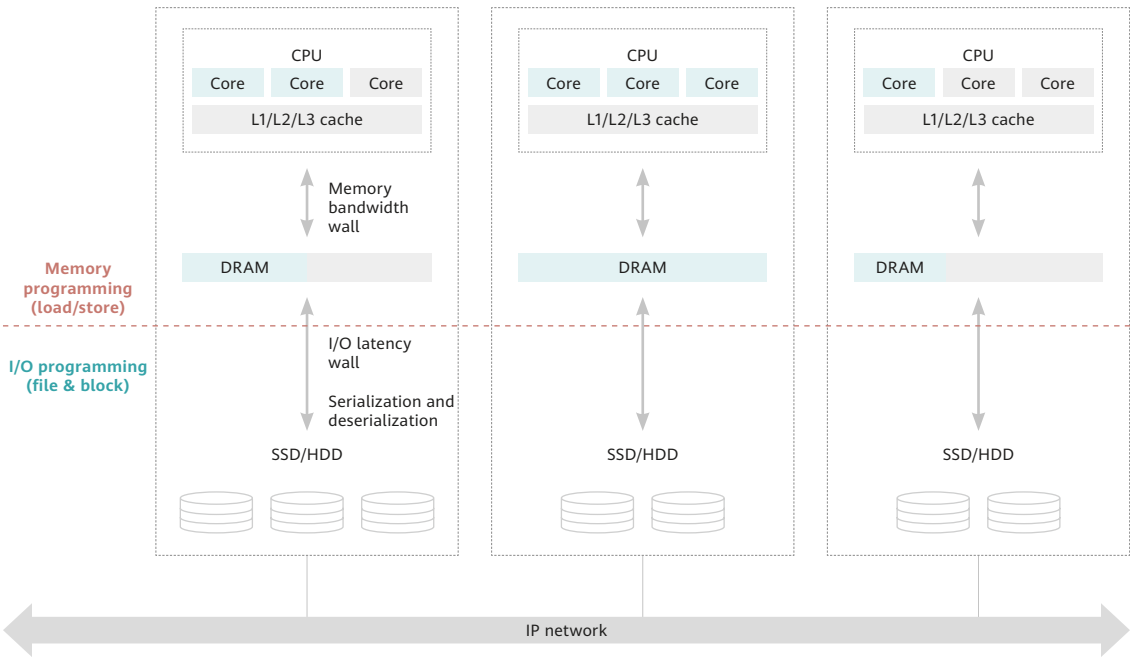 CPU
Core Core Core
L1/L2/L3 cache
Memory
bandwidth
wall
DRAM
I/O latency
wall
Serialization and
deserialization
SSD/HDD
CPU
Core Core Core
L1/L2/L3 cache
DRAM
SSD/HDD
CPU
Core Core Core
L1/L2/L3 cache
DRAM
SSD/HDD
Memory
programming
(load/store)
I/O programming
(file & block)
IP network